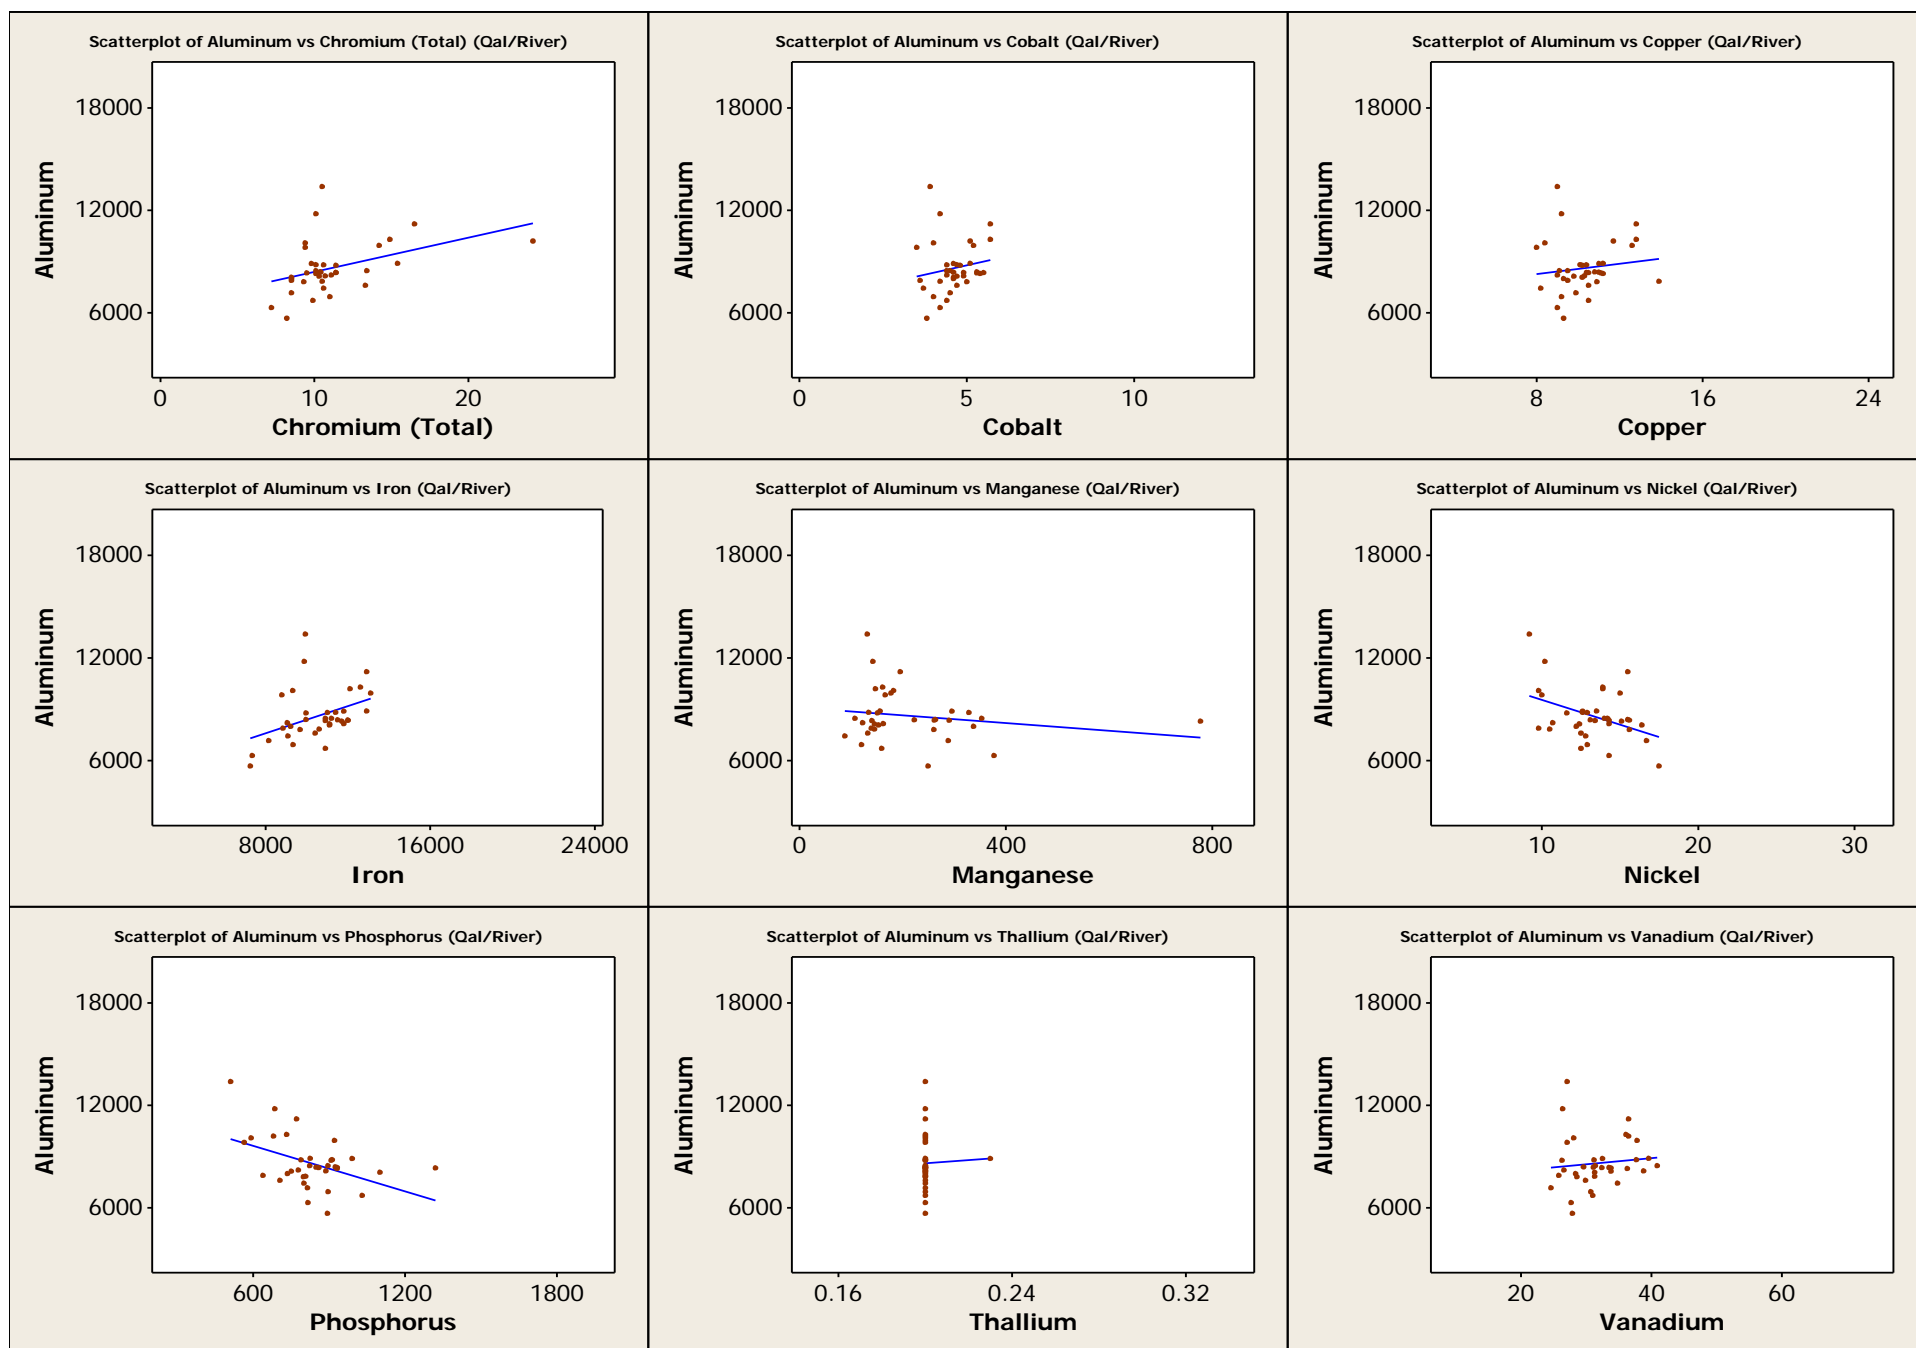 Scatterplot of Aluminum vs Chromium (Total) (Qal/River)
18000
12000
6000
Aluminum
0 10 20
Chromium (Total)
Scatterplot of Aluminum vs Cobalt (Qal/River)
18000
12000
6000
Aluminum
0 5 10
Cobalt
Scatterplot of Aluminum vs Copper (Qal/River)
18000
12000
6000
Aluminum
8 16 24
Copper
Scatterplot of Aluminum vs Iron (Qal/River)
18000
12000
6000
Aluminum
8000 16000 24000
Iron
Scatterplot of Aluminum vs Manganese (Qal/River)
18000
12000
6000
Aluminum
0 400 800
Manganese
Scatterplot of Aluminum vs Nickel (Qal/River)
18000
12000
6000
Aluminum
10 20 30
Nickel
Scatterplot of Aluminum vs Phosphorus (Qal/River)
18000
12000
6000
Aluminum
600 1200 1800
Phosphorus
Scatterplot of Aluminum vs Thallium (Qal/River)
18000
12000
6000
Aluminum
0.16 0.24 0.32
Thallium
Scatterplot of Aluminum vs Vanadium (Qal/River)
18000
12000
6000
Aluminum
20 40 60
Vanadium